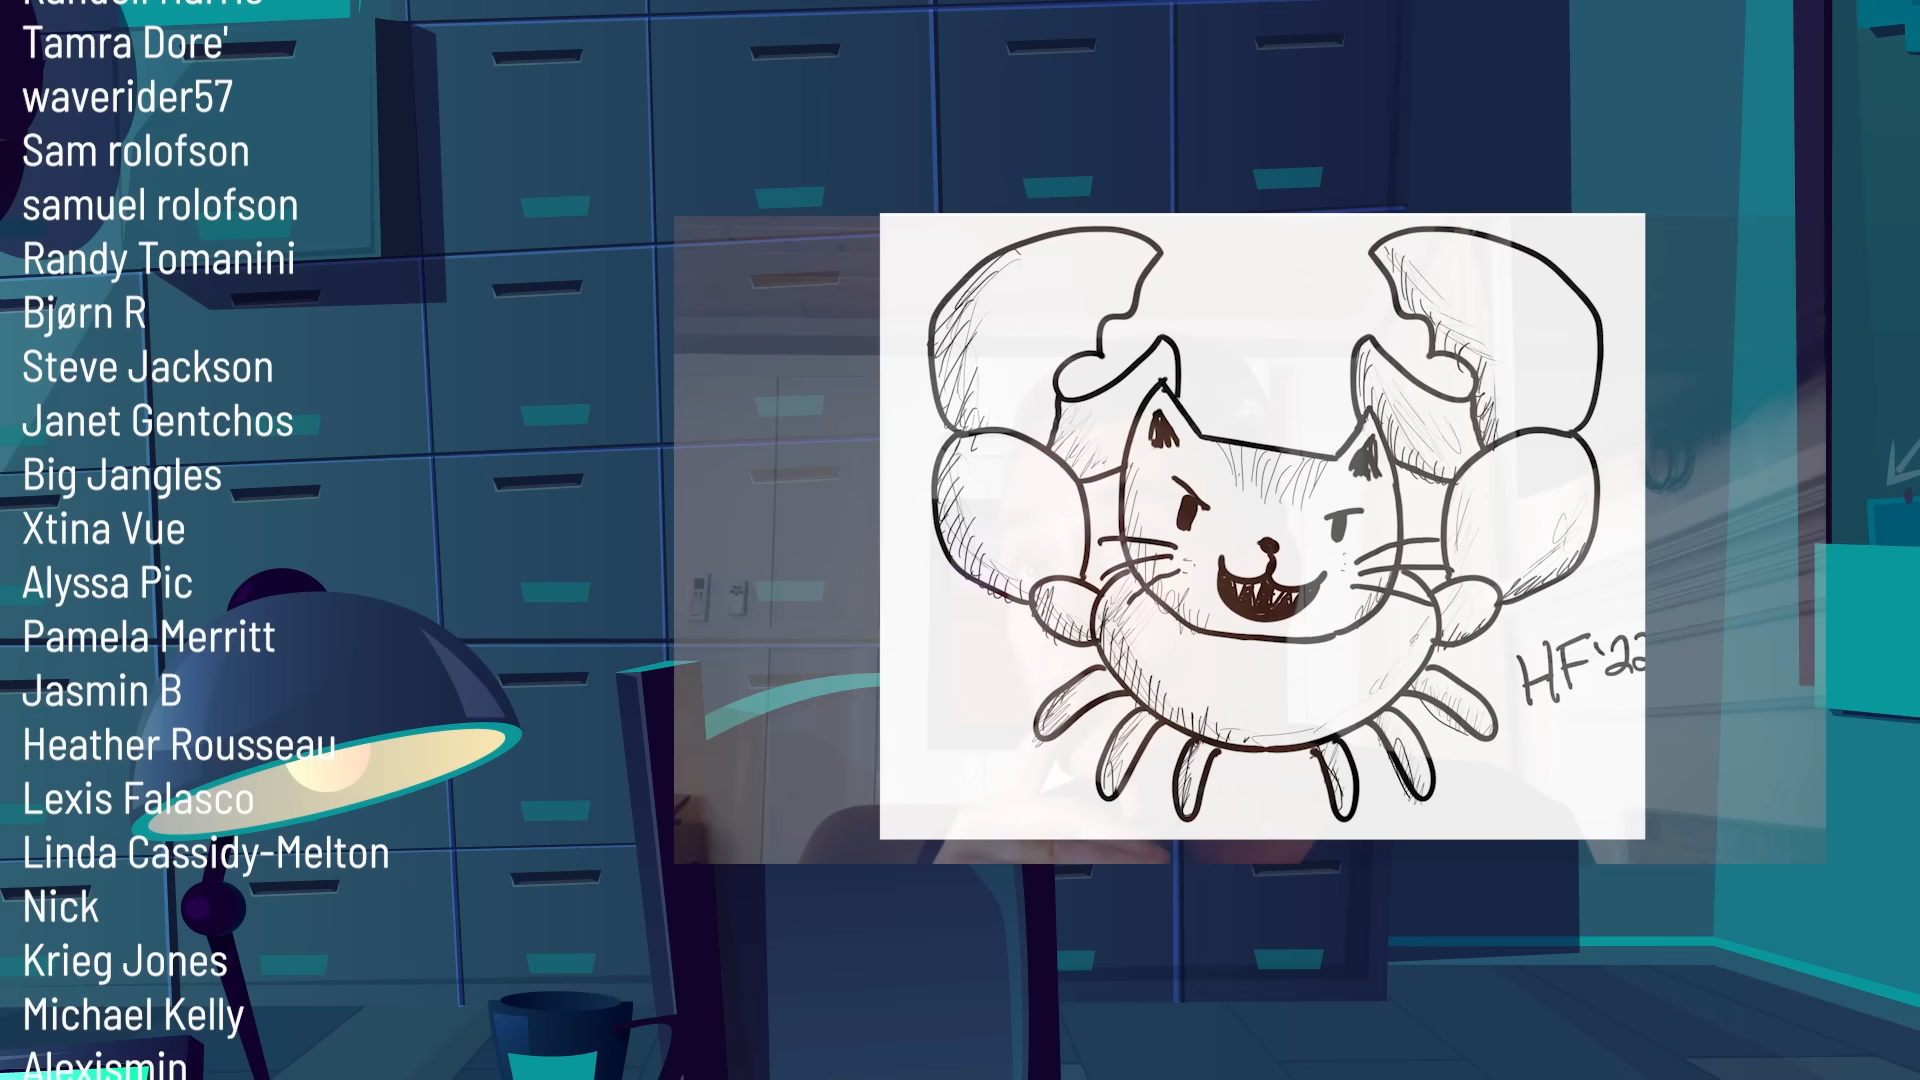 Tamra Dore'
waverider57
Sam rolofson
samuel rolofson
Randy Tomanini
Bjørn R
Steve Jackson
Janet Gentchos
Big Jangles
Xtina Vue
Alyssa Pic
Pamela Merritt
Jasmin B
Heather Rousseau
Lexis Falasco
Linda Cassidy-Melton
Nick
Krieg Jones
Michael Kelly
Alexismin
HF'22